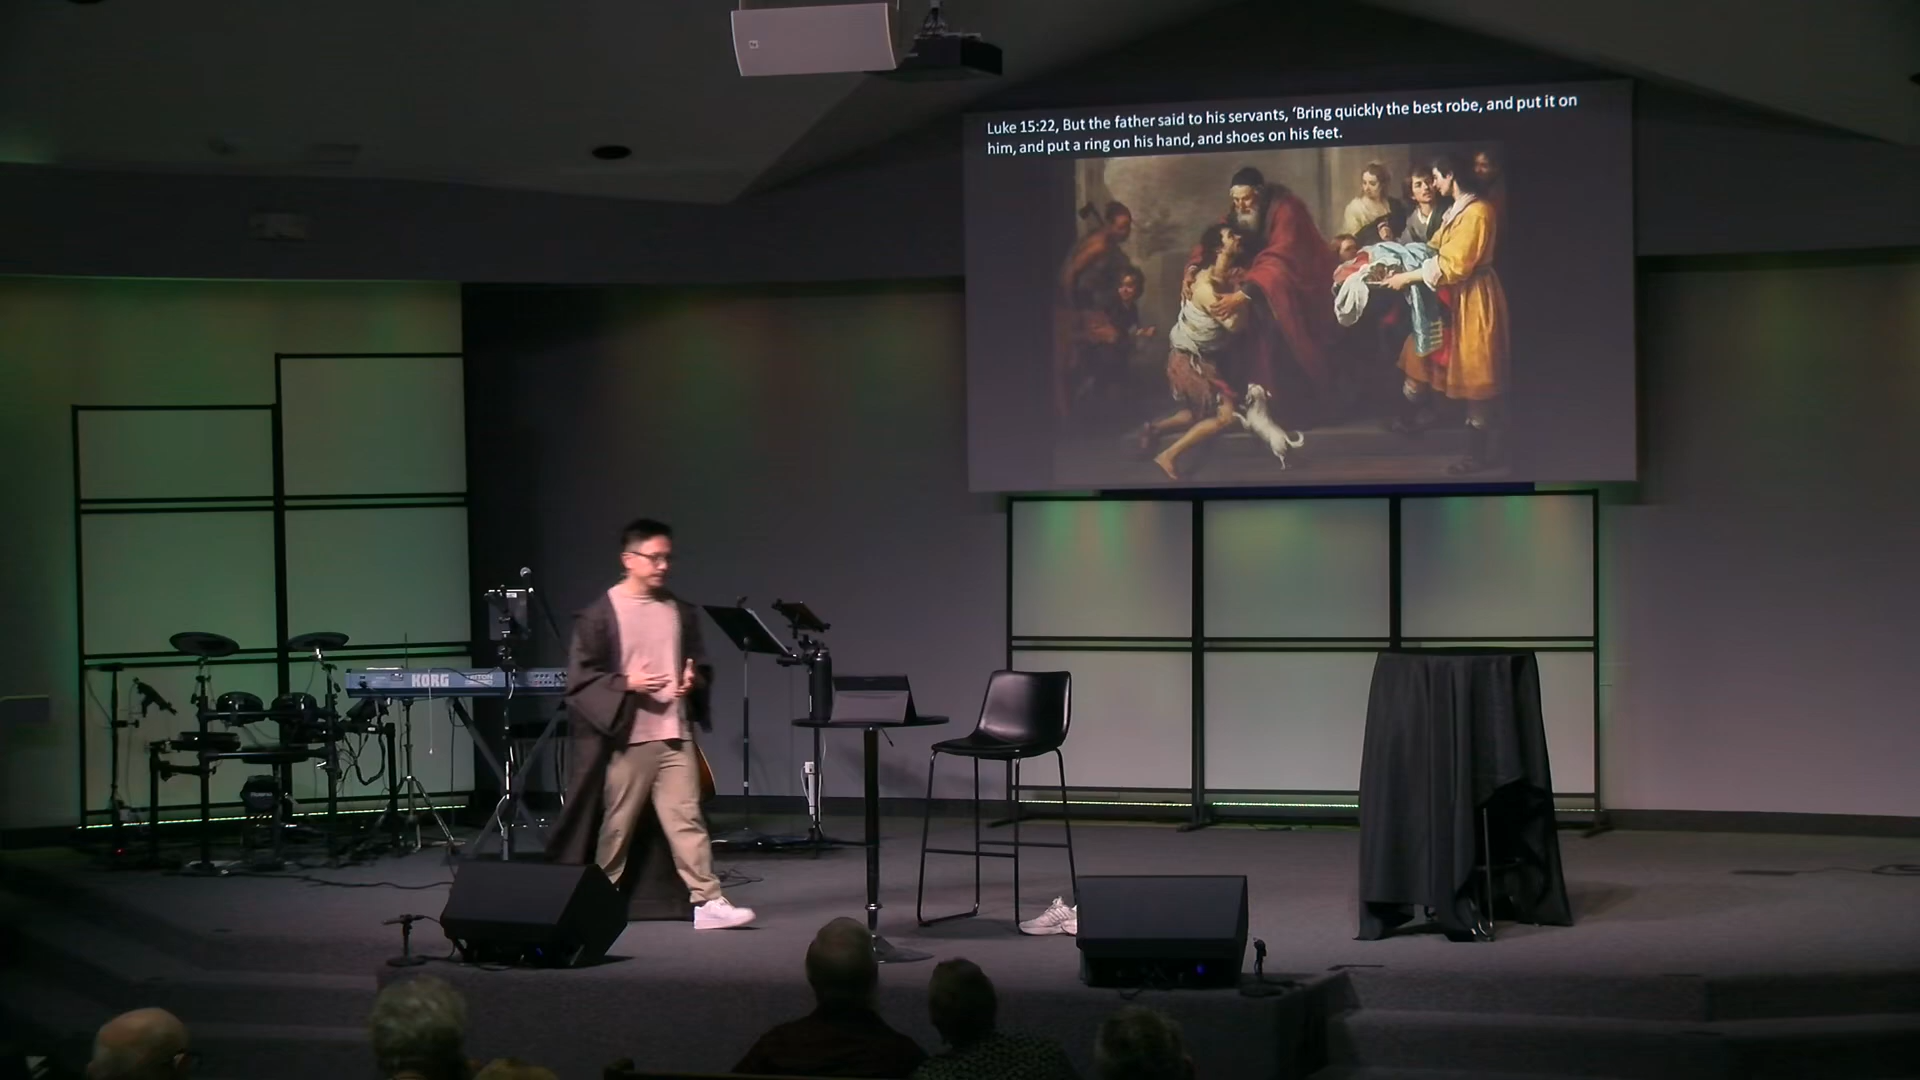 Luke 15:22, But the father said to his servants, ‘Bring quickly the best robe, and put it on
him, and put a ring on his hand, and shoes on his feet.
KORG